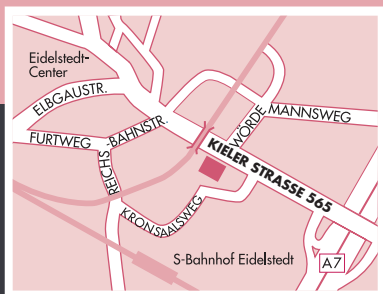 Eidelstedt-
Center
ELBGAUSTR.
FURTWEG
REICHS-BAHNSTR.
WÖRDE
MANNSWEG
KIELER STRASSE 565
KRONSAALSWEG
S-Bahnhof Eidelstedt
A7